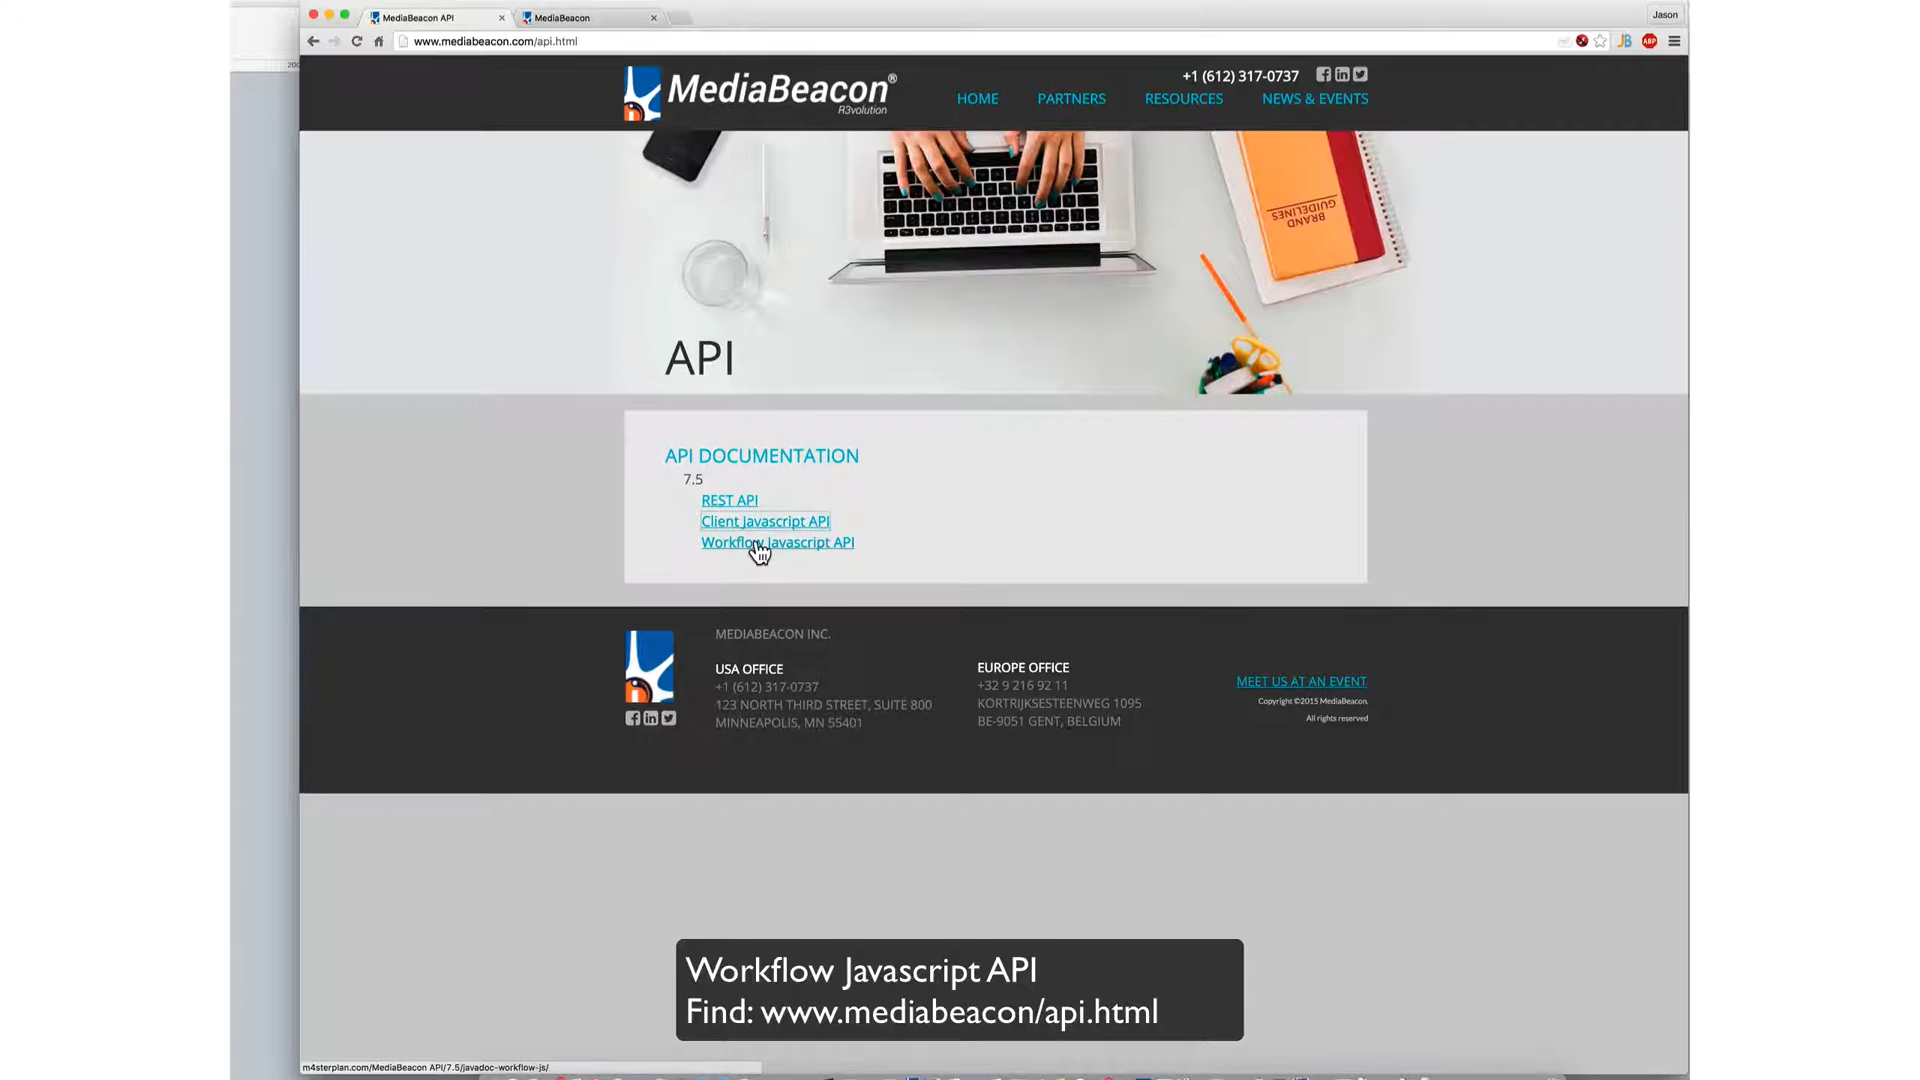 MediaBeacon API
MediaBeacon
Jason
www.mediabeacon.com/api.html
JB
ABP
200
MediaBeacon®
R3volution
+1 (612) 317-0737
HOME
PARTNERS
RESOURCES
NEWS & EVENTS
BRAND
GUIDELINES
API
API DOCUMENTATION
7.5
REST API
Client Javascript API
Workflow Javascript API
MEDIABEACON INC.
USA OFFICE
+1 (612) 317-0737
123 NORTH THIRD STREET, SUITE 800
MINNEAPOLIS, MN 55401
EUROPE OFFICE
+32 9 216 92 11
KORTRIJKSESTEENWEG 1095
BE-9051 GENT, BELGIUM
MEET US AT AN EVENT
Copyright ©2015 MediaBeacon.
All rights reserved
Workflow Javascript API
Find: www.mediabeacon/api.html
m4sterplan.com/MediaBeacon API/7.5/javadoc-workflow-js/